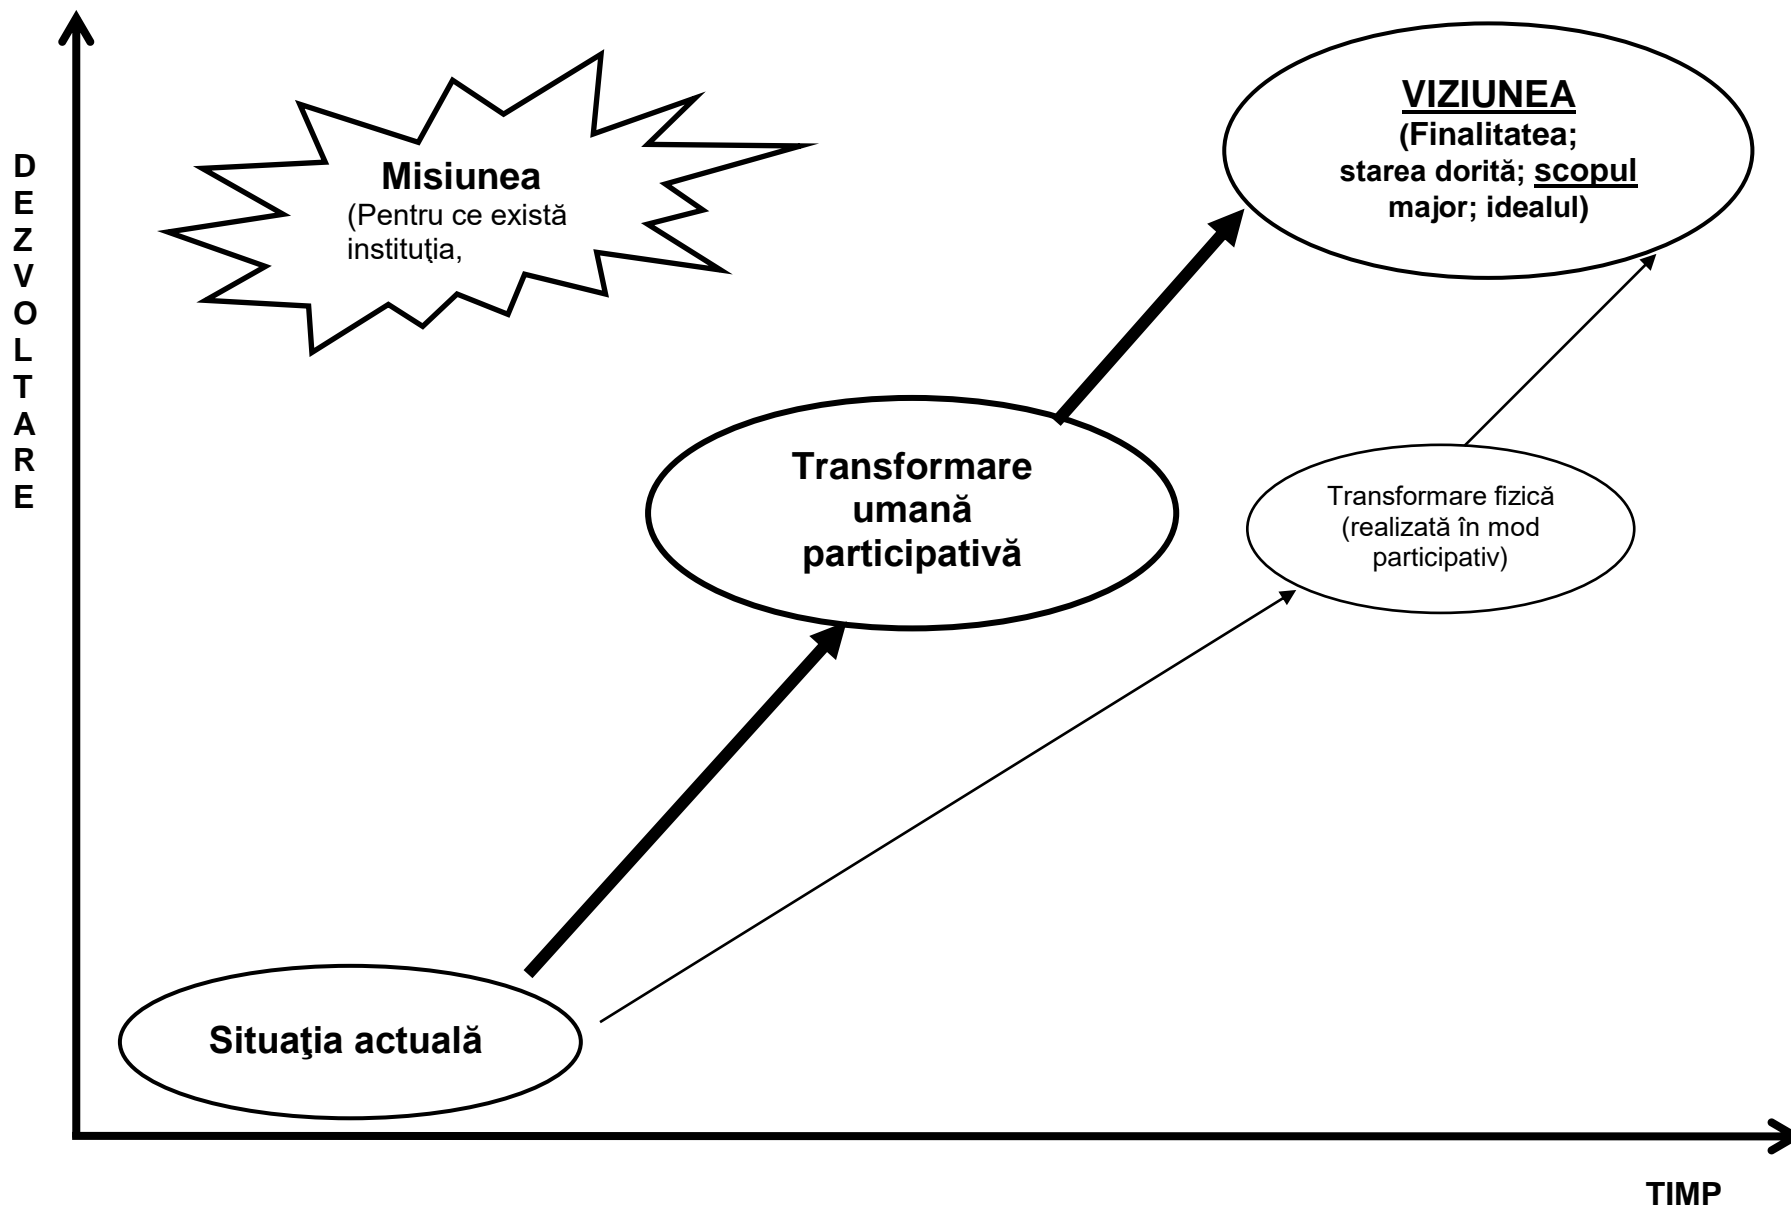 D
E
Z
V
O
L
T
A
R
E
Misiunea
(Pentru ce există
instituţia,
VIZIUNEA
(Finalitatea;
starea dorită; scopul
major; idealul)
Transformare
umană
participativă
Transformare fizică
(realizată în mod
participativ)
Situaţia actuală
TIMP